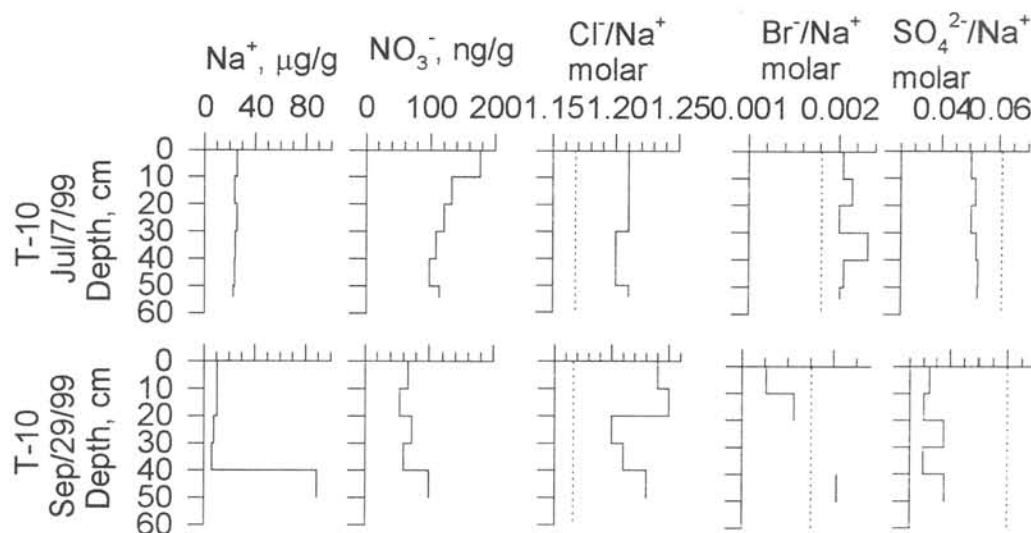 Na⁺, μg/g
NO₃⁻, ng/g
Cl⁻/Na⁺
molar
Br⁻/Na⁺
molar
SO₄²⁻/Na⁺
molar
0 40 80
0 100 200
1.15 1.20 1.25
0.001 0.002
0.04 0.06
T-10
Jul/7/99
Depth, cm
0
10
20
30
40
50
60
T-10
Sep/29/99
Depth, cm
0
10
20
30
40
50
60